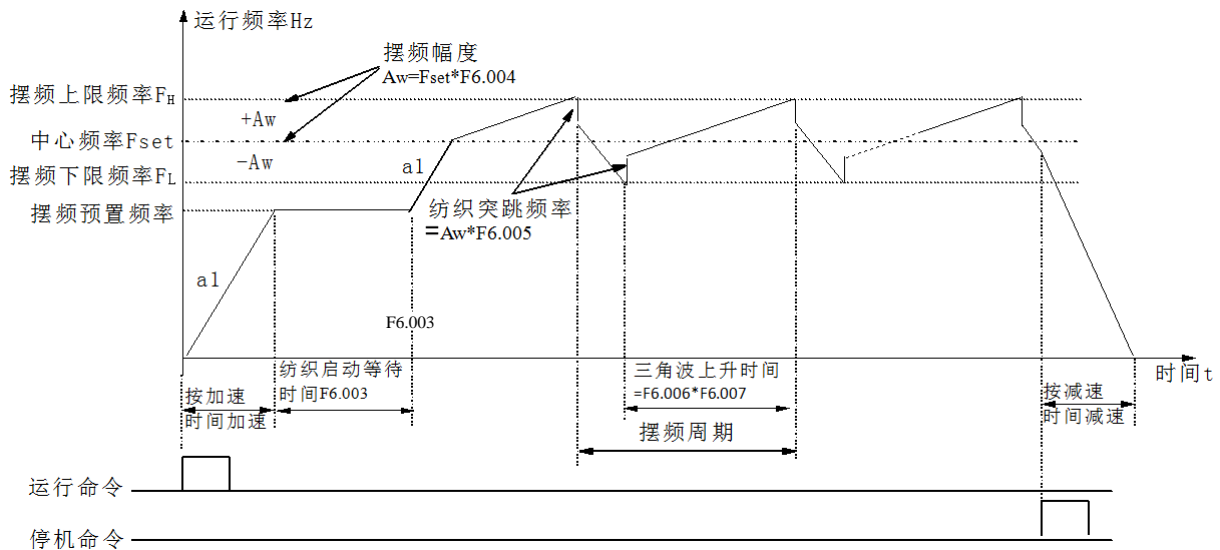 运行频率Hz
摆频幅度
Aw=Fset*F6.004
摆频上限频率FH
+Aw
中心频率Fset
-Aw
a1
摆频下限频率FL
摆频预置频率
纺织突跳频率
=Aw*F6.005
a1
F6.003
纺织启动等待
时间F6.003
三角波上升时间
=F6.006*F6.007
时间t
按加速
时间加速
按减速
时间减速
摆频周期
运行命令
停机命令